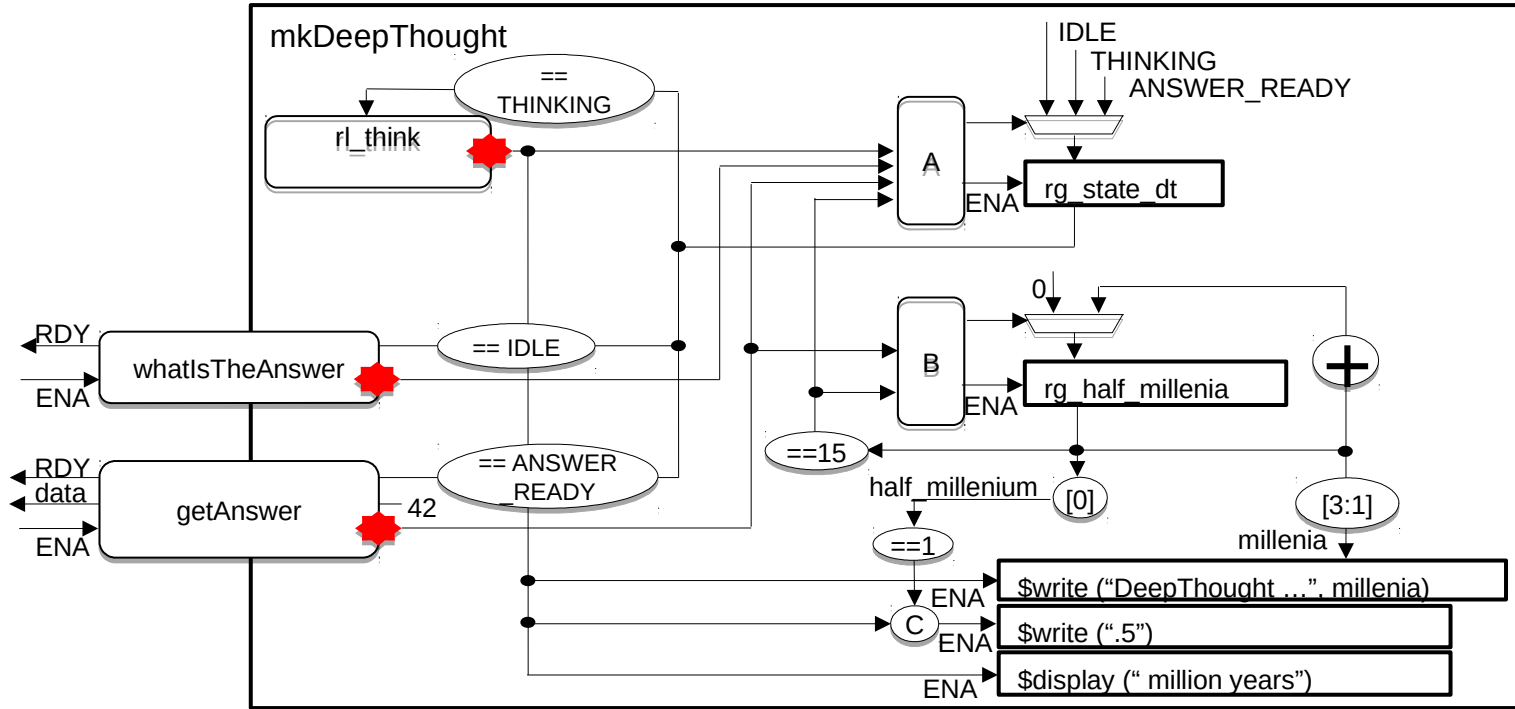 mkDeepThought
IDLE
THINKING
ANSWER_READY
==
THINKING
rl_think
A
ENA
rg_state_dt
0
RDY
whatIsTheAnswer
ENA
== IDLE
B
ENA
rg_half_millenia
+
==15
RDY
data
getAnswer
ENA
== ANSWER
_READY
42
half_millenium
[0]
[3:1]
==1
millenia
ENA
$write (“DeepThought ...”, millenia)
C
ENA
$write (“.5”)
ENA
$display (“ million years”)